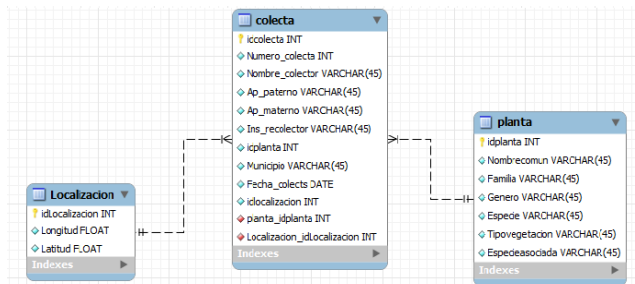 colecta
idcolecta INT
Numero_colecta INT
Nombre_colector VARCHAR(45)
Ap_paterno VARCHAR(45)
Ap_materno VARCHAR(45)
Ins_recolector VARCHAR(45)
idplanta INT
Municipio VARCHAR(45)
Fecha_colects DATE
idlocalizacion INT
planta_idplanta INT
Localizacion_idLocalizacion INT
Indexes
Localizacion
idLocalizacion INT
Longitud FLOAT
Latitud FLOAT
Indexes
planta
idplanta INT
Nombrecomun VARCHAR(45)
Familia VARCHAR(45)
Genero VARCHAR(45)
Especie VARCHAR(45)
Tipovegetacion VARCHAR(45)
Especieasociada VARCHAR(45)
Indexes